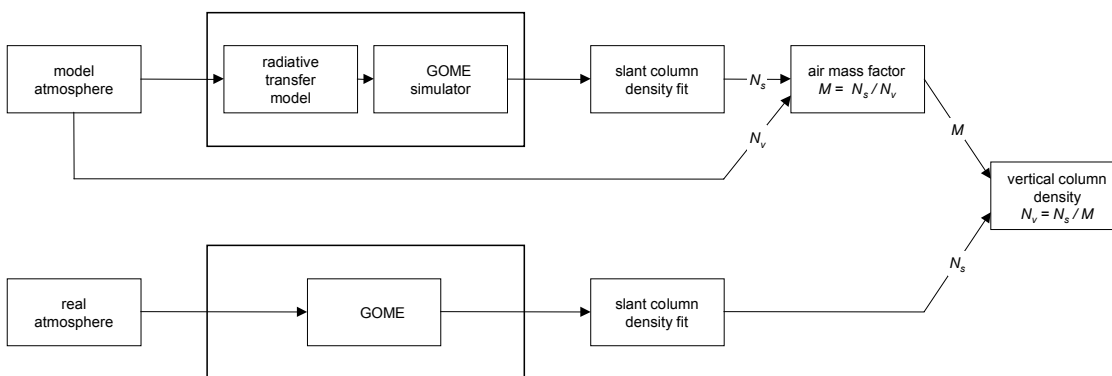 model
atmosphere
radiative
transfer
model
GOME
simulator
slant column
density fit
N_s
air mass factor
M = N_s / N_v
N_v
M
vertical column
density
N_v = N_s / M
real
atmosphere
GOME
slant column
density fit
N_s